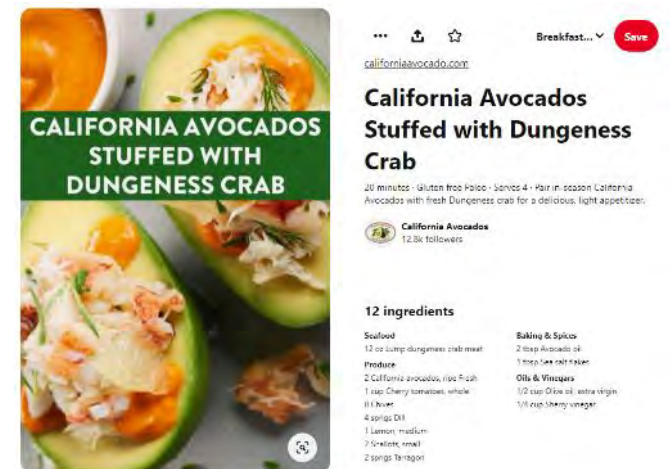 CALIFORNIA AVOCADOS
STUFFED WITH
DUNGENESS CRAB
Breakfast...
Save
californiaavocado.com
California Avocados
Stuffed with Dungeness
Crab
20 minutes · Gluten free Paleo · Serves 4 · Pair in-season California
Avocados with fresh Dungeness crab for a delicious, light appetizer.
California Avocados
12.8k followers
12 ingredients
Seafood
12 oz Lump dungeness crab meat
Produce
2 California avocados, ripe Fresh
1 cup Cherry tomatoes, whole
8 Chives
4 sprigs Dill
1 Lemon, medium
2 Shallots, small
2 sprigs Tarragon
Baking & Spices
2 tbsp Avocado oil
Sea salt flakes
Oils & Vinegars
1/2 cup Olive oil, extra virgin
1/4 cup Sherry vinegar